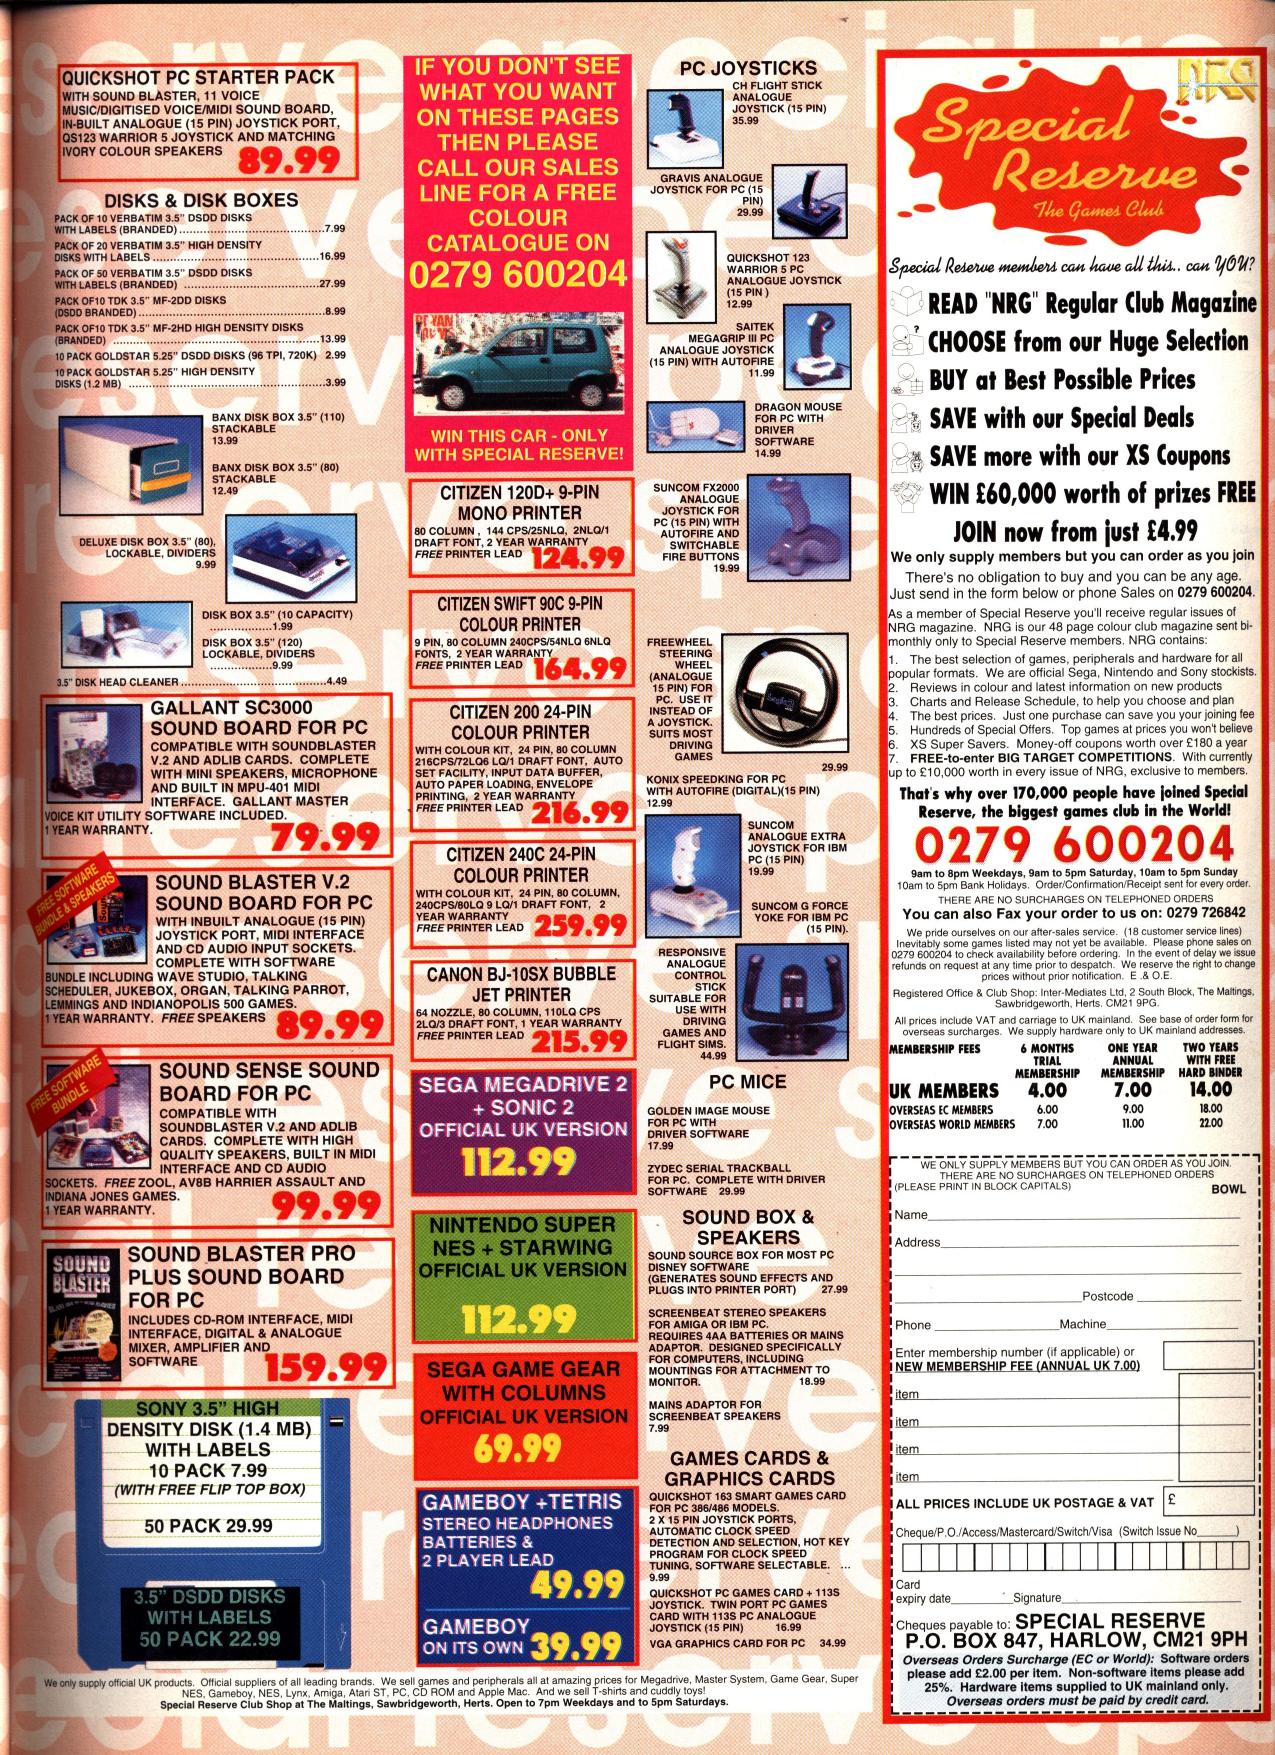 QUICKSHOT PC STARTER PACK
WITH SOUND BLASTER, 11 VOICE
MUSIC/DIGITISED VOICE/MIDI SOUND BOARD,
IN-BUILT ANALOGUE (15 PIN) JOYSTICK PORT,
QS123 WARRIOR 5 JOYSTICK AND MATCHING
IVORY COLOUR SPEAKERS 89.99
DISKS & DISK BOXES
PACK OF 10 VERBATIM 3.5" DSDD DISKS
WITH LABELS (BRANDED) 7.99
PACK OF 20 VERBATIM 3.5" HIGH DENSITY
DISKS WITH LABELS 16.99
PACK OF 50 VERBATIM 3.5" DSDD DISKS
WITH LABELS (BRANDED) 27.99
PACK OF10 TDK 3.5" MF-2DD DISKS
(DSDD BRANDED) 8.99
PACK OF10 TDK 3.5" MF-2HD HIGH DENSITY DISKS
(BRANDED) 13.99
10 PACK GOLDSTAR 5.25" DSDD DISKS (96 TPI, 720K) 2.99
10 PACK GOLDSTAR 5.25" HIGH DENSITY
DISKS (1.2 MB) 3.99
BANX DISK BOX 3.5" (110)
STACKABLE
13.99
BANX DISK BOX 3.5" (80)
STACKABLE
12.49
DELUXE DISK BOX 3.5" (80),
LOCKABLE, DIVIDERS
9.99
DISK BOX 3.5" (10 CAPACITY)
1.99
DISK BOX 3.5" (120)
LOCKABLE, DIVIDERS
9.99
3.5" DISK HEAD CLEANER 4.49
GALLANT SC3000
SOUND BOARD FOR PC
COMPATIBLE WITH SOUNDBLASTER
V.2 AND ADLIB CARDS. COMPLETE
WITH MINI SPEAKERS, MICROPHONE
AND BUILT IN MPU-401 MIDI
INTERFACE. GALLANT MASTER
VOICE KIT UTILITY SOFTWARE INCLUDED.
1 YEAR WARRANTY. 79.99
FREE SOFTWARE
BUNDLE & SPEAKERS
SOUND BLASTER V.2
SOUND BOARD FOR PC
WITH INBUILT ANALOGUE (15 PIN)
JOYSTICK PORT, MIDI INTERFACE
AND CD AUDIO INPUT SOCKETS.
COMPLETE WITH SOFTWARE
BUNDLE INCLUDING WAVE STUDIO, TALKING
SCHEDULER, JUKEBOX, ORGAN, TALKING PARROT,
LEMMINGS AND INDIANOPOLIS 500 GAMES.
1 YEAR WARRANTY. FREE SPEAKERS 89.99
FREE SOFTWARE
BUNDLE
SOUND SENSE SOUND
BOARD FOR PC
COMPATIBLE WITH
SOUNDBLASTER V.2 AND ADLIB
CARDS. COMPLETE WITH HIGH
QUALITY SPEAKERS, BUILT IN MIDI
INTERFACE AND CD AUDIO
SOCKETS. FREE ZOOL, AV8B HARRIER ASSAULT AND
INDIANA JONES GAMES.
1 YEAR WARRANTY. 99.99
SOUND
BLASTER
SOUND BLASTER PRO
PLUS SOUND BOARD
FOR PC
INCLUDES CD-ROM INTERFACE, MIDI
INTERFACE, DIGITAL & ANALOGUE
MIXER, AMPLIFIER AND
SOFTWARE 159.99
SONY 3.5" HIGH
DENSITY DISK (1.4 MB)
WITH LABELS
10 PACK 7.99
(WITH FREE FLIP TOP BOX)
50 PACK 29.99
3.5" DSDD DISKS
WITH LABELS
50 PACK 22.99
IF YOU DON'T SEE
WHAT YOU WANT
ON THESE PAGES
THEN PLEASE
CALL OUR SALES
LINE FOR A FREE
COLOUR
CATALOGUE ON
0279 600204
WIN THIS CAR - ONLY
WITH SPECIAL RESERVE!
CITIZEN 120D+ 9-PIN
MONO PRINTER
80 COLUMN , 144 CPS/25NLQ, 2NLQ/1
DRAFT FONT, 2 YEAR WARRANTY
FREE PRINTER LEAD 124.99
CITIZEN SWIFT 90C 9-PIN
COLOUR PRINTER
9 PIN, 80 COLUMN 240CPS/54NLQ 6NLQ
FONTS, 2 YEAR WARRANTY
FREE PRINTER LEAD 164.99
CITIZEN 200 24-PIN
COLOUR PRINTER
WITH COLOUR KIT, 24 PIN, 80 COLUMN
216CPS/72LQ6 LQ/1 DRAFT FONT, AUTO
SET FACILITY, INPUT DATA BUFFER,
AUTO PAPER LOADING, ENVELOPE
PRINTING, 2 YEAR WARRANTY
FREE PRINTER LEAD 216.99
CITIZEN 240C 24-PIN
COLOUR PRINTER
WITH COLOUR KIT, 24 PIN, 80 COLUMN,
240CPS/80LQ 9 LQ/1 DRAFT FONT, 2
YEAR WARRANTY
FREE PRINTER LEAD 259.99
CANON BJ-10SX BUBBLE
JET PRINTER
64 NOZZLE, 80 COLUMN, 110LQ CPS
2LQ/3 DRAFT FONT, 1 YEAR WARRANTY
FREE PRINTER LEAD 215.99
SEGA MEGADRIVE 2
+ SONIC 2
OFFICIAL UK VERSION
112.99
NINTENDO SUPER
NES + STARWING
OFFICIAL UK VERSION
112.99
SEGA GAME GEAR
WITH COLUMNS
OFFICIAL UK VERSION
69.99
GAMEBOY +TETRIS
STEREO HEADPHONES
BATTERIES &
2 PLAYER LEAD
49.99
GAMEBOY
ON ITS OWN 39.99
PC JOYSTICKS
CH FLIGHT STICK
ANALOGUE
JOYSTICK (15 PIN)
35.99
GRAVIS ANALOGUE
JOYSTICK FOR PC (15
PIN)
29.99
QUICKSHOT 123
WARRIOR 5 PC
ANALOGUE JOYSTICK
(15 PIN )
12.99
SAITEK
MEGAGRIP III PC
ANALOGUE JOYSTICK
(15 PIN) WITH AUTOFIRE
11.99
DRAGON MOUSE
FOR PC WITH
DRIVER
SOFTWARE
14.99
SUNCOM FX2000
ANALOGUE
JOYSTICK FOR
PC (15 PIN) WITH
AUTOFIRE AND
SWITCHABLE
FIRE BUTTONS
19.99
FREEWHEEL
STEERING
WHEEL
(ANALOGUE
15 PIN) FOR
PC. USE IT
INSTEAD OF
A JOYSTICK.
SUITS MOST
DRIVING
GAMES
29.99
KONIX SPEEDKING FOR PC
WITH AUTOFIRE (DIGITAL)(15 PIN)
12.99
SUNCOM
ANALOGUE EXTRA
JOYSTICK FOR IBM
PC (15 PIN)
19.99
SUNCOM G FORCE
YOKE FOR IBM PC
(15 PIN).
RESPONSIVE
ANALOGUE
CONTROL
STICK
SUITABLE FOR
USE WITH
DRIVING
GAMES AND
FLIGHT SIMS.
44.99
PC MICE
GOLDEN IMAGE MOUSE
FOR PC WITH
DRIVER SOFTWARE
17.99
ZYDEC SERIAL TRACKBALL
FOR PC. COMPLETE WITH DRIVER
SOFTWARE 29.99
SOUND BOX &
SPEAKERS
SOUND SOURCE BOX FOR MOST PC
DISNEY SOFTWARE
(GENERATES SOUND EFFECTS AND
PLUGS INTO PRINTER PORT) 27.99
SCREENBEAT STEREO SPEAKERS
FOR AMIGA OR IBM PC.
REQUIRES 4AA BATTERIES OR MAINS
ADAPTOR. DESIGNED SPECIFICALLY
FOR COMPUTERS, INCLUDING
MOUNTINGS FOR ATTACHMENT TO
MONITOR. 18.99
MAINS ADAPTOR FOR
SCREENBEAT SPEAKERS
7.99
GAMES CARDS &
GRAPHICS CARDS
QUICKSHOT 163 SMART GAMES CARD
FOR PC 386/486 MODELS.
2 X 15 PIN JOYSTICK PORTS,
AUTOMATIC CLOCK SPEED
DETECTION AND SELECTION, HOT KEY
PROGRAM FOR CLOCK SPEED
TUNING, SOFTWARE SELECTABLE. ...
9.99
QUICKSHOT PC GAMES CARD + 113S
JOYSTICK. TWIN PORT PC GAMES
CARD WITH 113S PC ANALOGUE
JOYSTICK (15 PIN) 16.99
VGA GRAPHICS CARD FOR PC 34.99
We only supply official UK products. Official suppliers of all leading brands. We sell games and peripherals all at amazing prices for Megadrive, Master System, Game Gear, Super
NES, Gameboy, NES, Lynx, Amiga, Atari ST, PC, CD ROM and Apple Mac. And we sell T-shirts and cuddly toys!
Special Reserve Club Shop at The Maltings, Sawbridgeworth, Herts. Open to 7pm Weekdays and to 5pm Saturdays.
NRG
Special
Reserve
The Games Club
Special Reserve members can have all this.. can YOU?
READ "NRG" Regular Club Magazine
CHOOSE from our Huge Selection
BUY at Best Possible Prices
SAVE with our Special Deals
SAVE more with our XS Coupons
WIN £60,000 worth of prizes FREE
JOIN now from just £4.99
We only supply members but you can order as you join
There's no obligation to buy and you can be any age.
Just send in the form below or phone Sales on 0279 600204.
As a member of Special Reserve you'll receive regular issues of
NRG magazine. NRG is our 48 page colour club magazine sent bi-
monthly only to Special Reserve members. NRG contains:
1. The best selection of games, peripherals and hardware for all
popular formats. We are official Sega, Nintendo and Sony stockists.
2. Reviews in colour and latest information on new products
3. Charts and Release Schedule, to help you choose and plan
4. The best prices. Just one purchase can save you your joining fee
5. Hundreds of Special Offers. Top games at prices you won't believe
6. XS Super Savers. Money-off coupons worth over £180 a year
7. FREE-to-enter BIG TARGET COMPETITIONS. With currently
up to £10,000 worth in every issue of NRG, exclusive to members.
That's why over 170,000 people have joined Special
Reserve, the biggest games club in the World!
0279 600204
9am to 8pm Weekdays, 9am to 5pm Saturday, 10am to 5pm Sunday
10am to 5pm Bank Holidays. Order/Confirmation/Receipt sent for every order.
THERE ARE NO SURCHARGES ON TELEPHONED ORDERS
You can also Fax your order to us on: 0279 726842
We pride ourselves on our after-sales service. (18 customer service lines)
Inevitably some games listed may not yet be available. Please phone sales on
0279 600204 to check availability before ordering. In the event of delay we issue
refunds on request at any time prior to despatch. We reserve the right to change
prices without prior notification. E .& O.E.
Registered Office & Club Shop: Inter-Mediates Ltd, 2 South Block, The Maltings,
Sawbridgeworth, Herts. CM21 9PG.
All prices include VAT and carriage to UK mainland. See base of order form for
overseas surcharges. We supply hardware only to UK mainland addresses.
MEMBERSHIP FEES 6 MONTHS TRIAL MEMBERSHIP ONE YEAR ANNUAL MEMBERSHIP TWO YEARS WITH FREE HARD BINDER
UK MEMBERS 4.00 7.00 14.00
OVERSEAS EC MEMBERS 6.00 9.00 18.00
OVERSEAS WORLD MEMBERS 7.00 11.00 22.00
WE ONLY SUPPLY MEMBERS BUT YOU CAN ORDER AS YOU JOIN.
THERE ARE NO SURCHARGES ON TELEPHONED ORDERS
(PLEASE PRINT IN BLOCK CAPITALS) BOWL
Name
Address
Postcode
Phone Machine
Enter membership number (if applicable) or
NEW MEMBERSHIP FEE (ANNUAL UK 7.00)
item
item
item
item
ALL PRICES INCLUDE UK POSTAGE & VAT £
Cheque/P.O./Access/Mastercard/Switch/Visa (Switch Issue No )
Card
expiry date Signature
Cheques payable to: SPECIAL RESERVE
P.O. BOX 847, HARLOW, CM21 9PH
Overseas Orders Surcharge (EC or World): Software orders
please add £2.00 per item. Non-software items please add
25%. Hardware items supplied to UK mainland only.
Overseas orders must be paid by credit card.